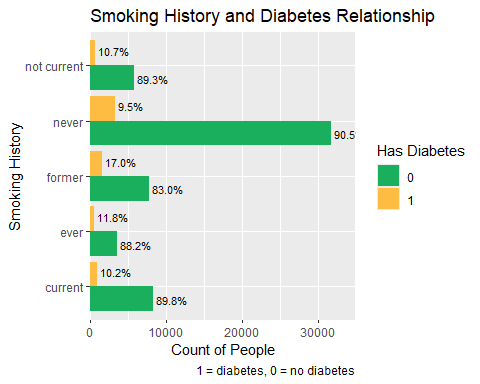 Smoking History and Diabetes Relationship
Smoking History
not current
10.7%
89.3%
never
9.5%
90.5
former
17.0%
83.0%
ever
11.8%
88.2%
current
10.2%
89.8%
0 10000 20000 30000
Count of People
1 = diabetes, 0 = no diabetes
Has Diabetes
0
1